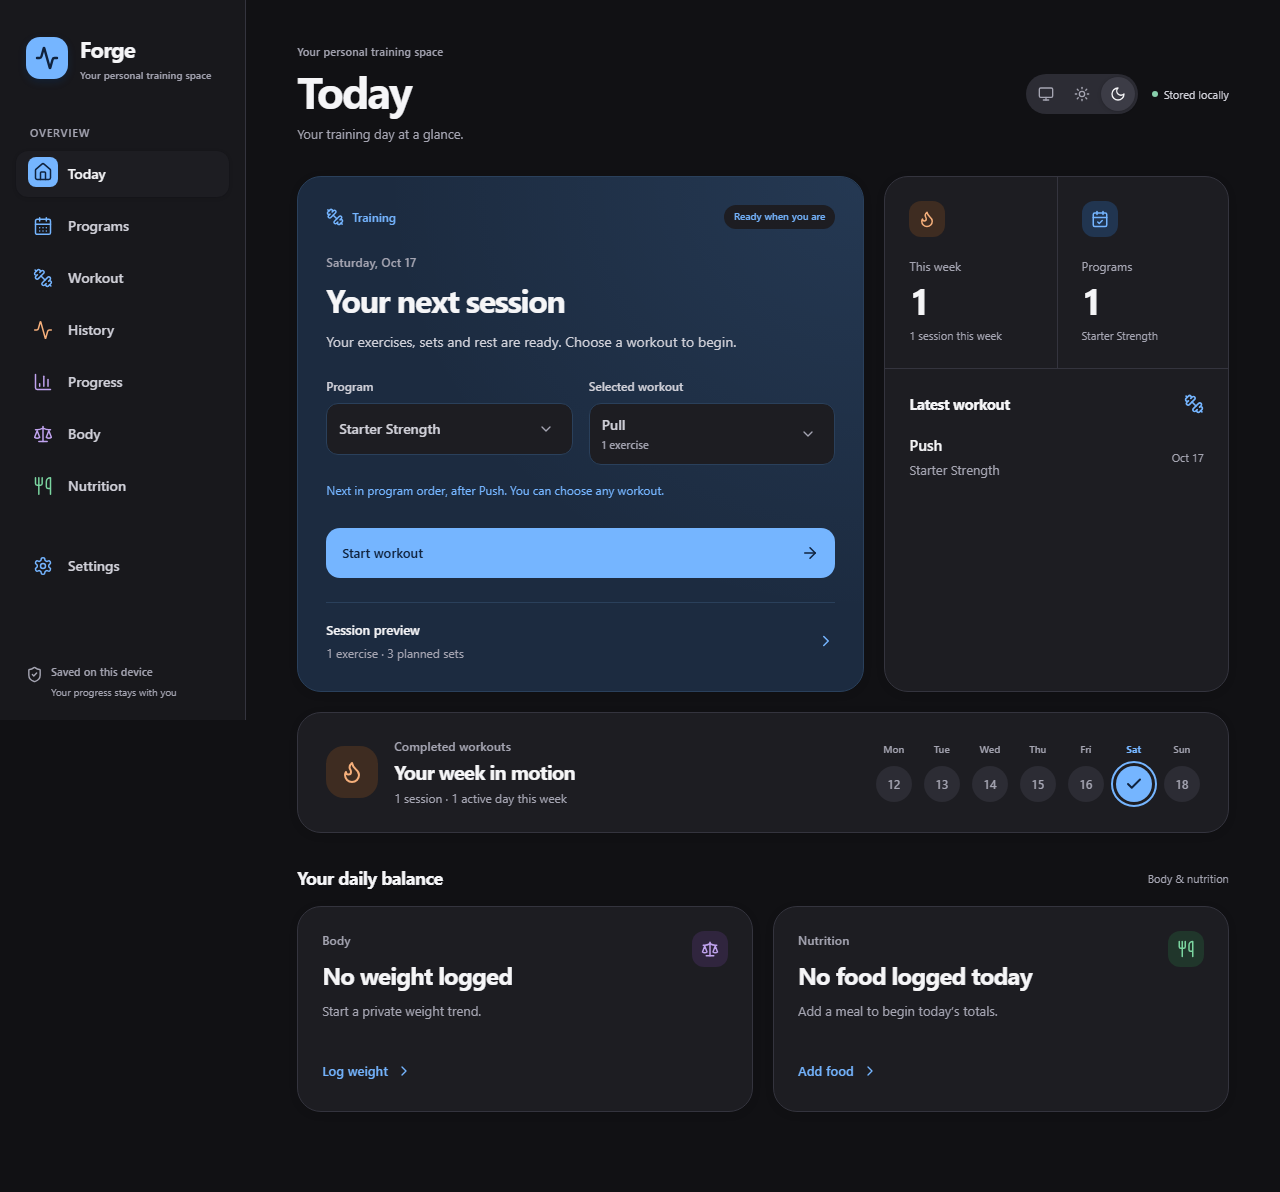 Forge
Your personal training space
OVERVIEW
Today
Programs
Workout
History
Progress
Body
Nutrition
Settings
Saved on this device
Your progress stays with you
Your personal training space
Today
Your training day at a glance.
Stored locally
Training
Ready when you are
Saturday, Oct 17
Your next session
Your exercises, sets and rest are ready. Choose a workout to begin.
Program
Starter Strength
Selected workout
Pull
1 exercise
Next in program order, after Push. You can choose any workout.
Start workout
Session preview
1 exercise · 3 planned sets
This week
1
1 session this week
Programs
1
Starter Strength
Latest workout
Push
Starter Strength
Oct 17
Completed workouts
Your week in motion
1 session · 1 active day this week
Mon Tue Wed Thu Fri Sat Sun
12 13 14 15 16 18
Your daily balance
Body & nutrition
Body
No weight logged
Start a private weight trend.
Log weight
Nutrition
No food logged today
Add a meal to begin today's totals.
Add food